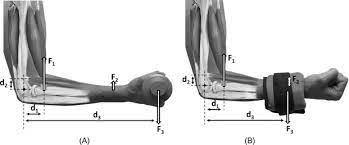 F₁
F₂
d₂
d₁
d₃
F₃
(A)
F₁
F₂
d₂
d₁
d₃
F₃
(B)